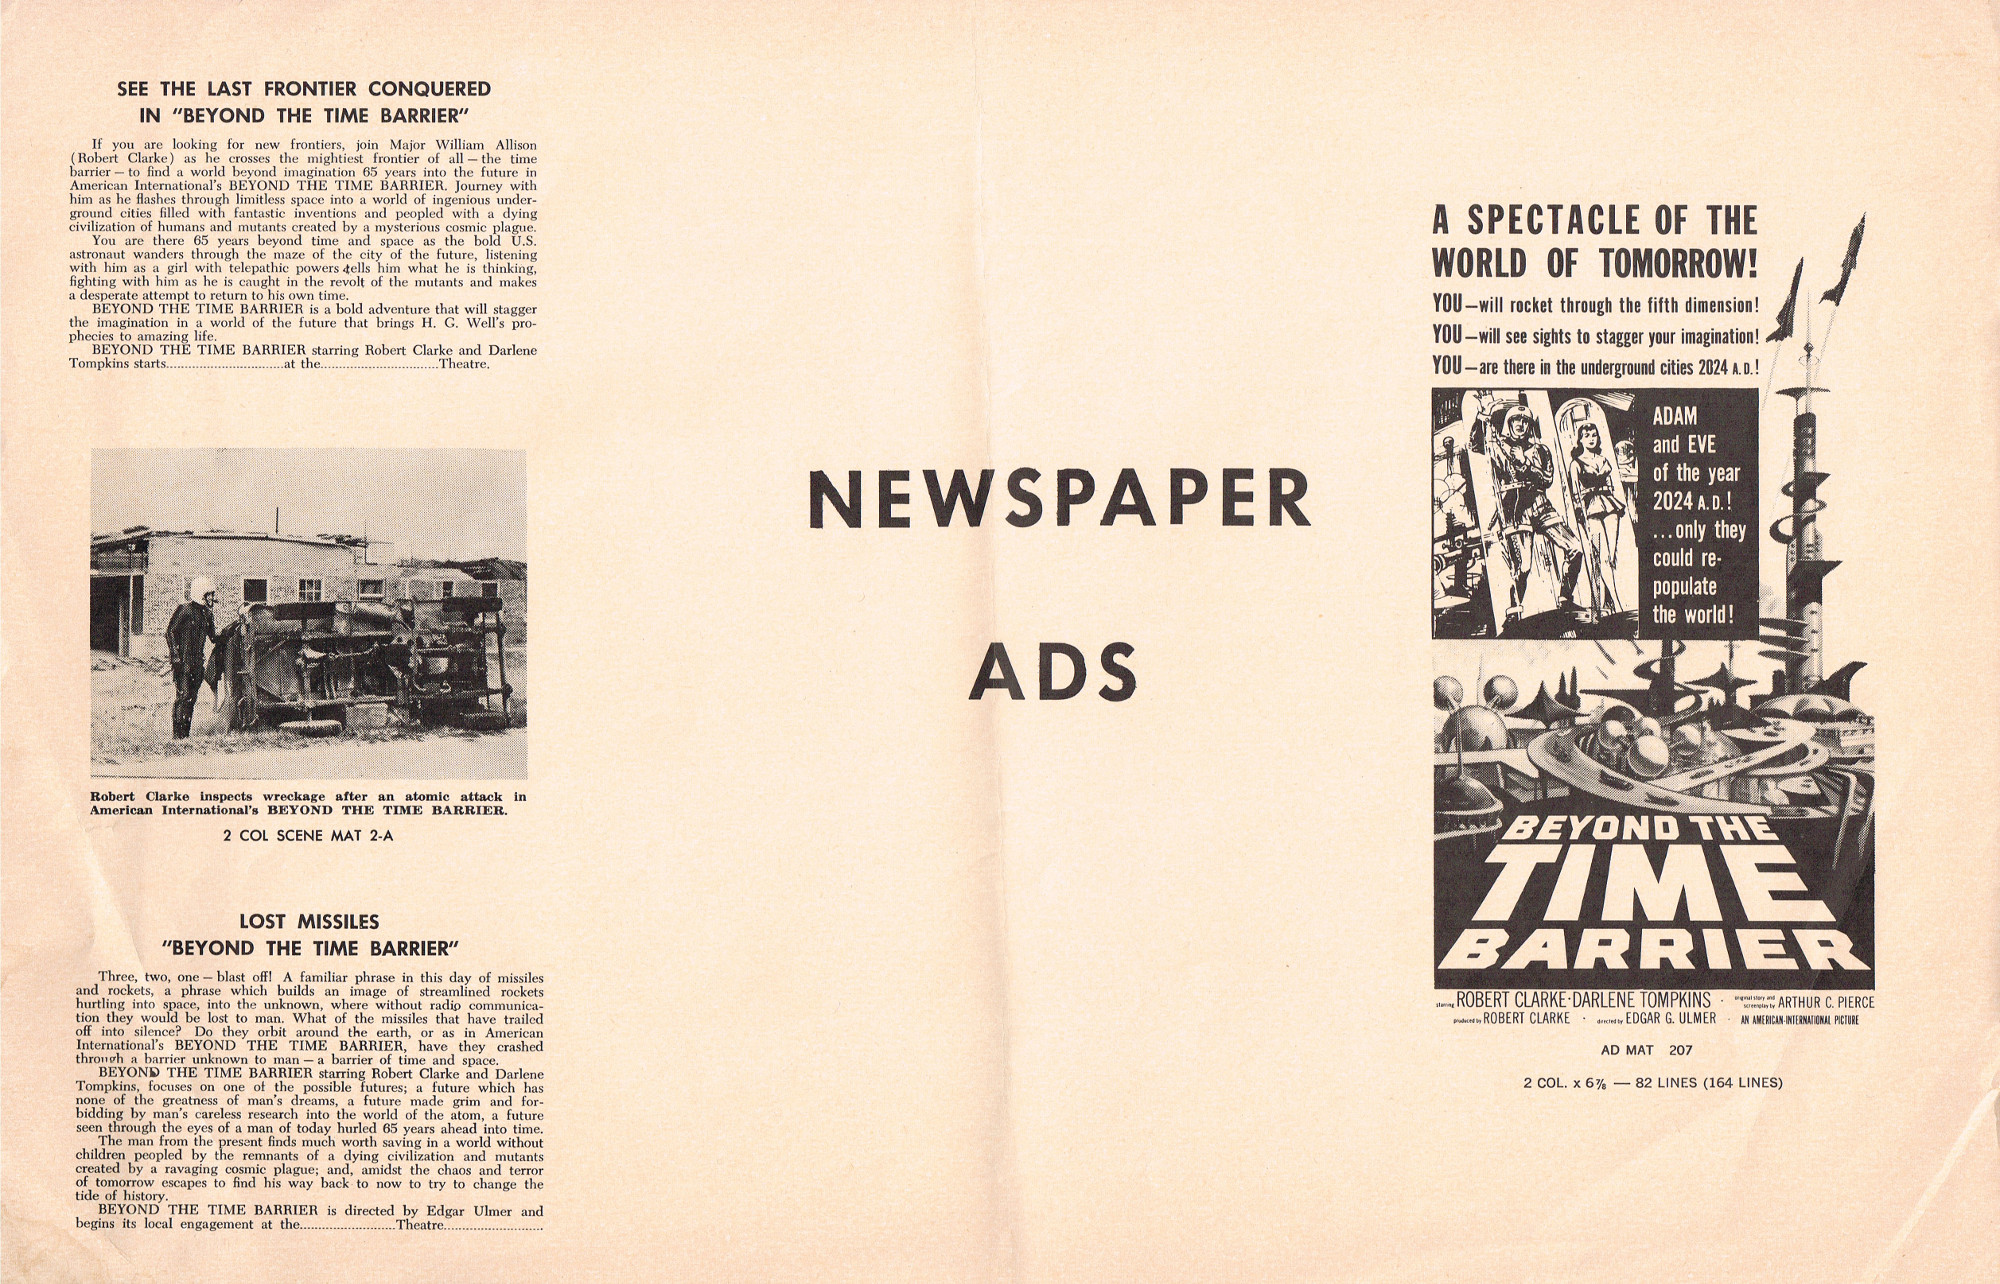 SEE THE LAST FRONTIER CONQUERED
IN "BEYOND THE TIME BARRIER"
If you are looking for new frontiers, join Major William Allison
(Robert Clarke) as he crosses the mightiest frontier of all — the time
barrier — to find a world beyond imagination 65 years into the future in
American International's BEYOND THE TIME BARRIER. Journey with
him as he flashes through limitless space into a world of ingenious under-
ground cities filled with fantastic inventions and peopled with a dying
civilization of humans and mutants created by a mysterious cosmic plague.
You are there 65 years beyond time and space as the bold U.S.
astronaut wanders through the maze of the city of the future, listening
with him as a girl with telepathic powers tells him what he is thinking,
fighting with him as he is caught in the revolt of the mutants and makes
a desperate attempt to return to his own time.
BEYOND THE TIME BARRIER is a bold adventure that will stagger
the imagination in a world of the future that brings H. G. Well's pro-
phecies to amazing life.
BEYOND THE TIME BARRIER starring Robert Clarke and Darlene
Tompkins starts................................at the................................Theatre.
Robert Clarke inspects wreckage after an atomic attack in
American International's BEYOND THE TIME BARRIER.
2 COL SCENE MAT 2-A
LOST MISSILES
"BEYOND THE TIME BARRIER"
Three, two, one — blast off! A familiar phrase in this day of missiles
and rockets, a phrase which builds an image of streamlined rockets
hurtling into space, into the unknown, where without radio communica-
tion they would be lost to man. What of the missiles that have trailed
off into silence? Do they orbit around the earth, or as in American
International's BEYOND THE TIME BARRIER, have they crashed
through a barrier unknown to man — a barrier of time and space.
BEYOND THE TIME BARRIER starring Robert Clarke and Darlene
Tompkins, focuses on one of the possible futures; a future which has
none of the greatness of man's dreams, a future made grim and for-
bidding by man's careless research into the world of the atom, a future
seen through the eyes of a man of today hurled 65 years ahead into time.
The man from the present finds much worth saving in a world without
children peopled by the remnants of a dying civilization and mutants
created by a ravaging cosmic plague; and, amidst the chaos and terror
of tomorrow escapes to find his way back to now to try to change the
tide of history.
BEYOND THE TIME BARRIER is directed by Edgar Ulmer and
begins its local engagement at the..........................Theatre...........................
NEWSPAPER
ADS
A SPECTACLE OF THE
WORLD OF TOMORROW!
YOU—will rocket through the fifth dimension!
YOU—will see sights to stagger your imagination!
YOU—are there in the underground cities 2024 A.D.!
ADAM
and EVE
of the year
2024 A.D.!
...only they
could re-
populate
the world!
BEYOND THE
TIME
BARRIER
starring ROBERT CLARKE · DARLENE TOMPKINS · original story and screenplay by ARTHUR C. PIERCE
produced by ROBERT CLARKE · directed by EDGAR G. ULMER · AN AMERICAN-INTERNATIONAL PICTURE
AD MAT 207
2 COL. x 6⅞ — 82 LINES (164 LINES)